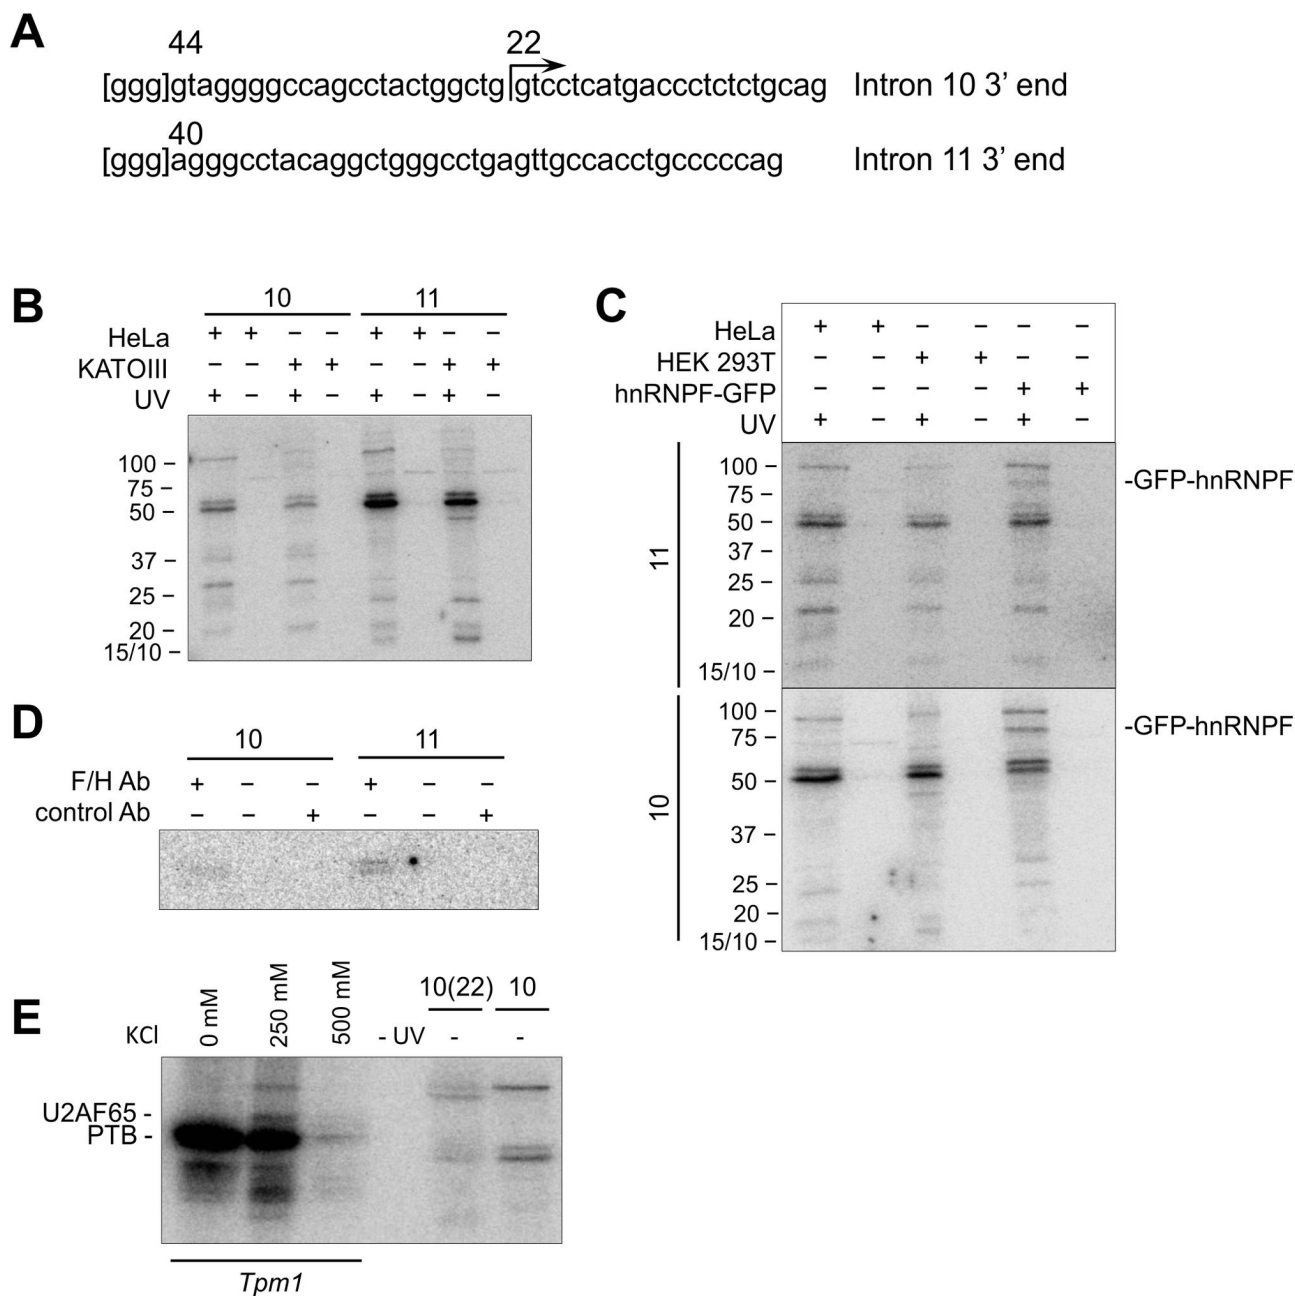 A
44 22
[ggg]gtaggggccagcctactggctg gtcctcatgaccctctctgcag Intron 10 3' end
40
[ggg]agggcctacaggctgggcctgagttgccacctgcccccag Intron 11 3' end
B
10 11
HeLa + + – – + + – –
KATOIII – – + + – – + +
UV + – + – + – + –
100 –
75 –
50 –
37 –
25 –
20 –
15/10 –
C
HeLa + + – – – –
HEK 293T – – + + – –
hnRNPF-GFP – – – – + +
UV + – + – + –
11
100 –
75 –
50 –
37 –
25 –
20 –
15/10 –
-GFP-hnRNPF
10
100 –
75 –
50 –
37 –
25 –
20 –
15/10 –
-GFP-hnRNPF
D
10 11
F/H Ab + – – + – –
control Ab – – + – – +
E
KCl 0 mM 250 mM 500 mM - UV - -
10(22) 10
U2AF65 -
PTB -
Tpm1